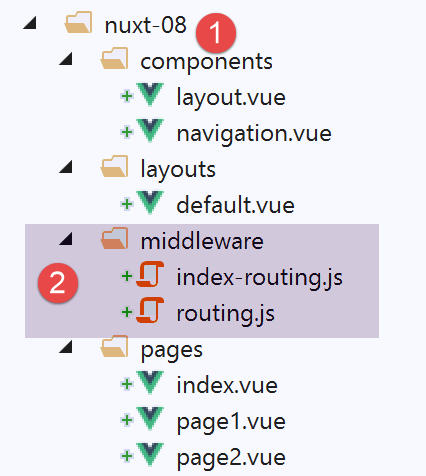 nuxt-08 1
components
layout.vue
navigation.vue
layouts
default.vue
middleware
2 index-routing.js
routing.js
pages
index.vue
page1.vue
page2.vue